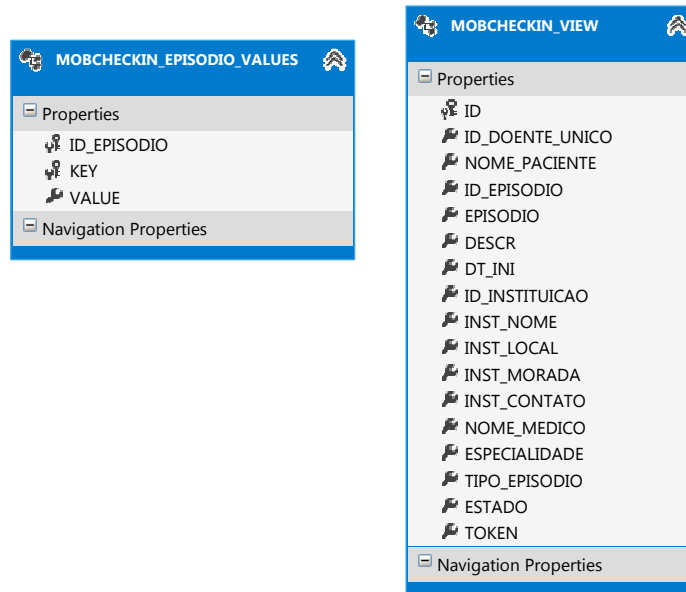 MOBCHECKIN_EPISODIO_VALUES
Properties
ID_EPISODIO
KEY
VALUE
Navigation Properties
MOBCHECKIN_VIEW
Properties
ID
ID_DOENTE_UNICO
NOME_PACIENTE
ID_EPISODIO
EPISODIO
DESCR
DT_INI
ID_INSTITUICAO
INST_NOME
INST_LOCAL
INST_MORADA
INST_CONTATO
NOME_MEDICO
ESPECIALIDADE
TIPO_EPISODIO
ESTADO
TOKEN
Navigation Properties